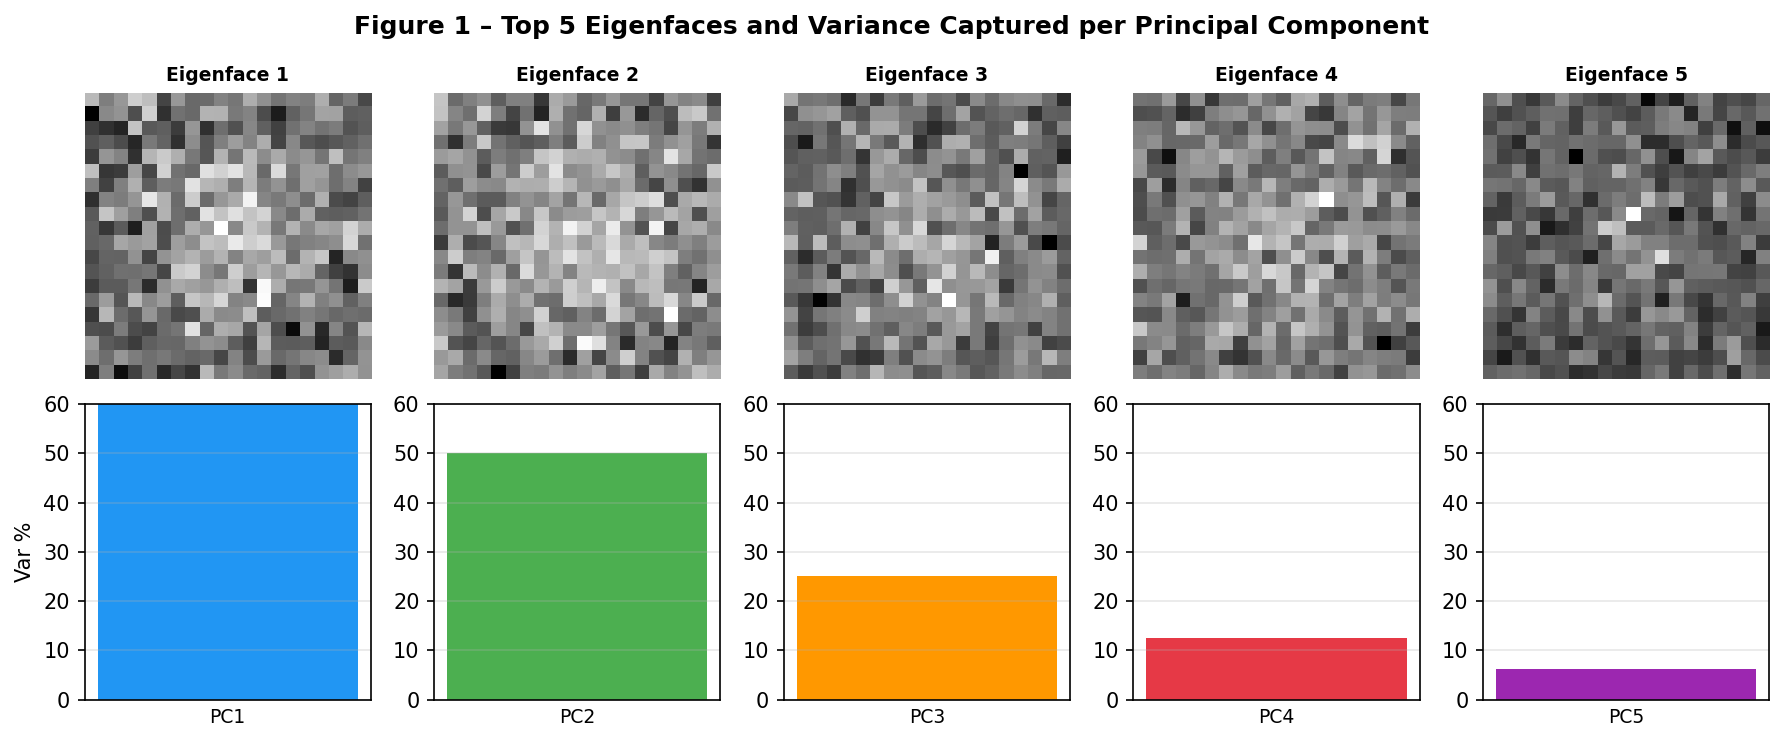 Figure 1 – Top 5 Eigenfaces and Variance Captured per Principal Component
Eigenface 1
Eigenface 2
Eigenface 3
Eigenface 4
Eigenface 5
Var %
60
50
40
30
20
10
0
PC1
60
50
40
30
20
10
0
PC2
60
50
40
30
20
10
0
PC3
60
50
40
30
20
10
0
PC4
60
50
40
30
20
10
0
PC5